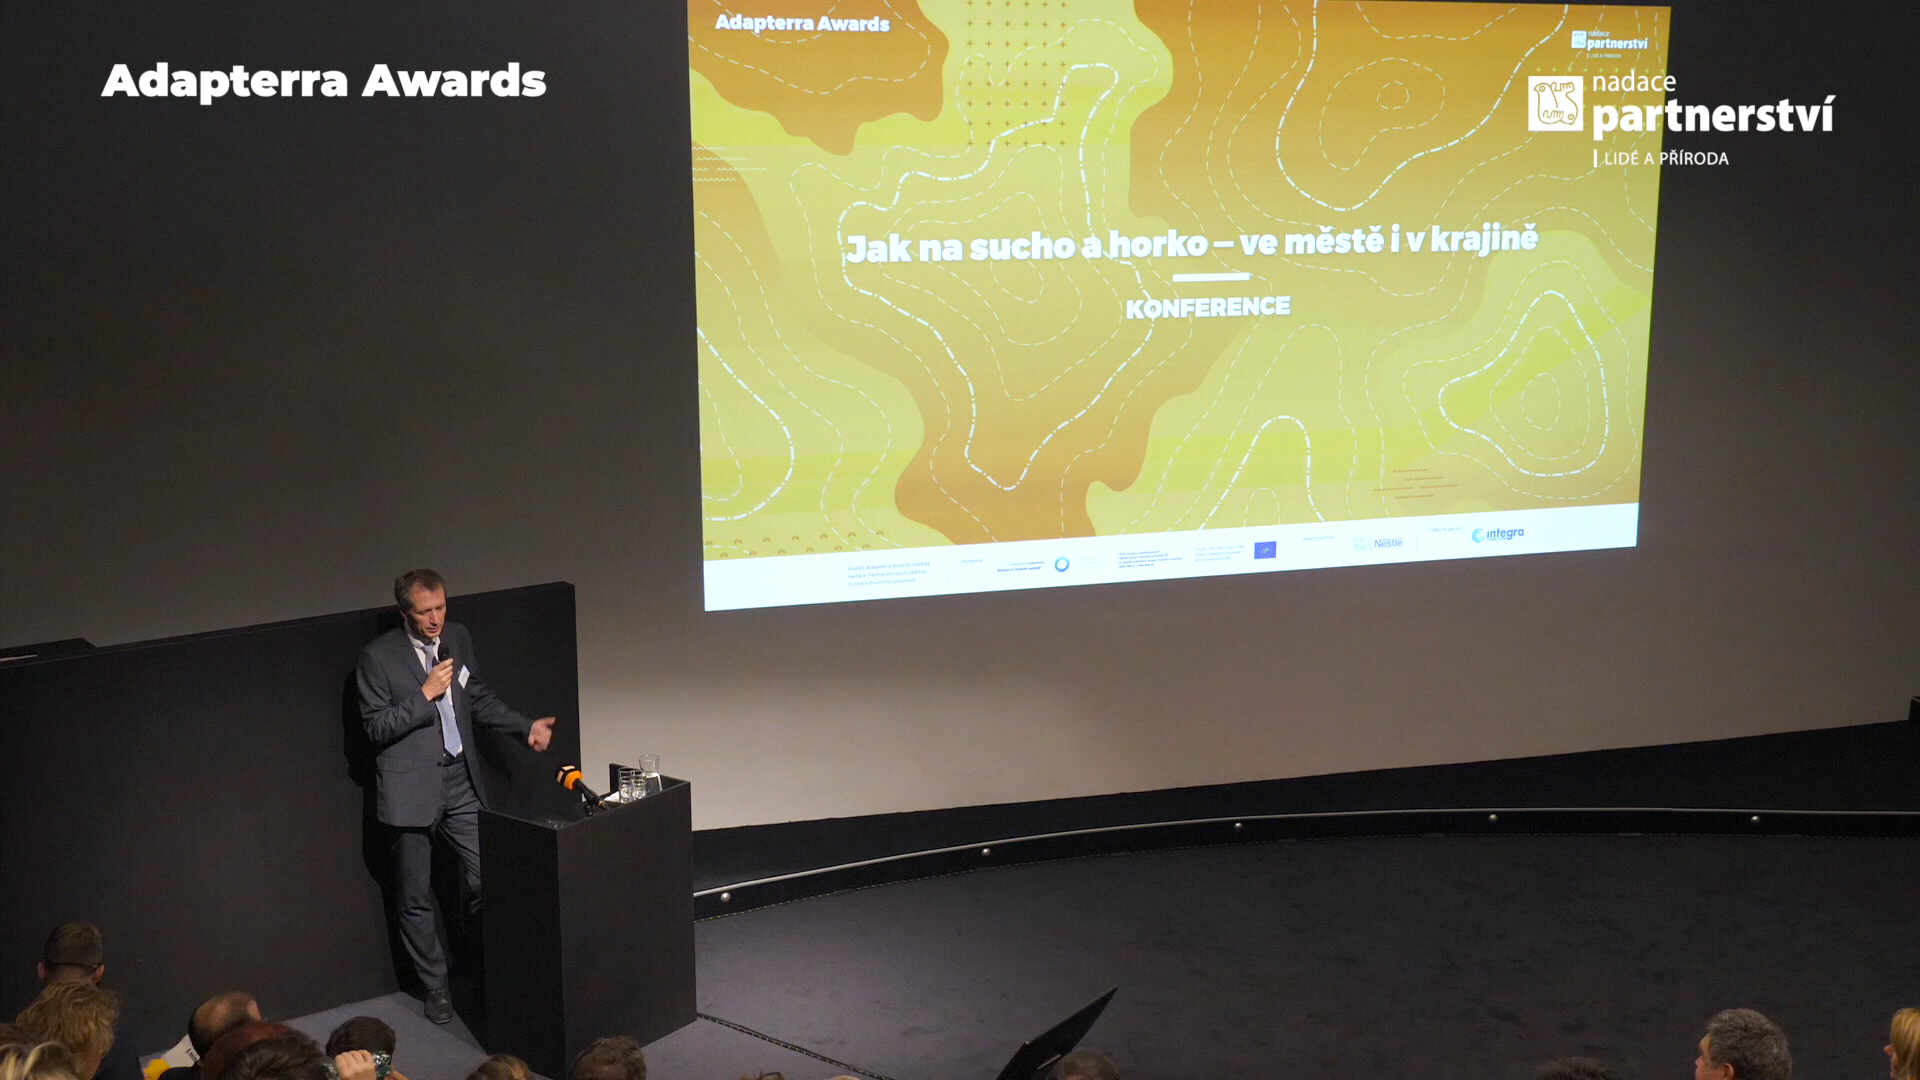 Adapterra Awards
nadace
partnerství
LIDÉ A PŘÍRODA
Adapterra Awards
nadace
partnerství
Jak na sucho a horko – ve městě i v krajině
KONFERENCE
Nestlé
integra